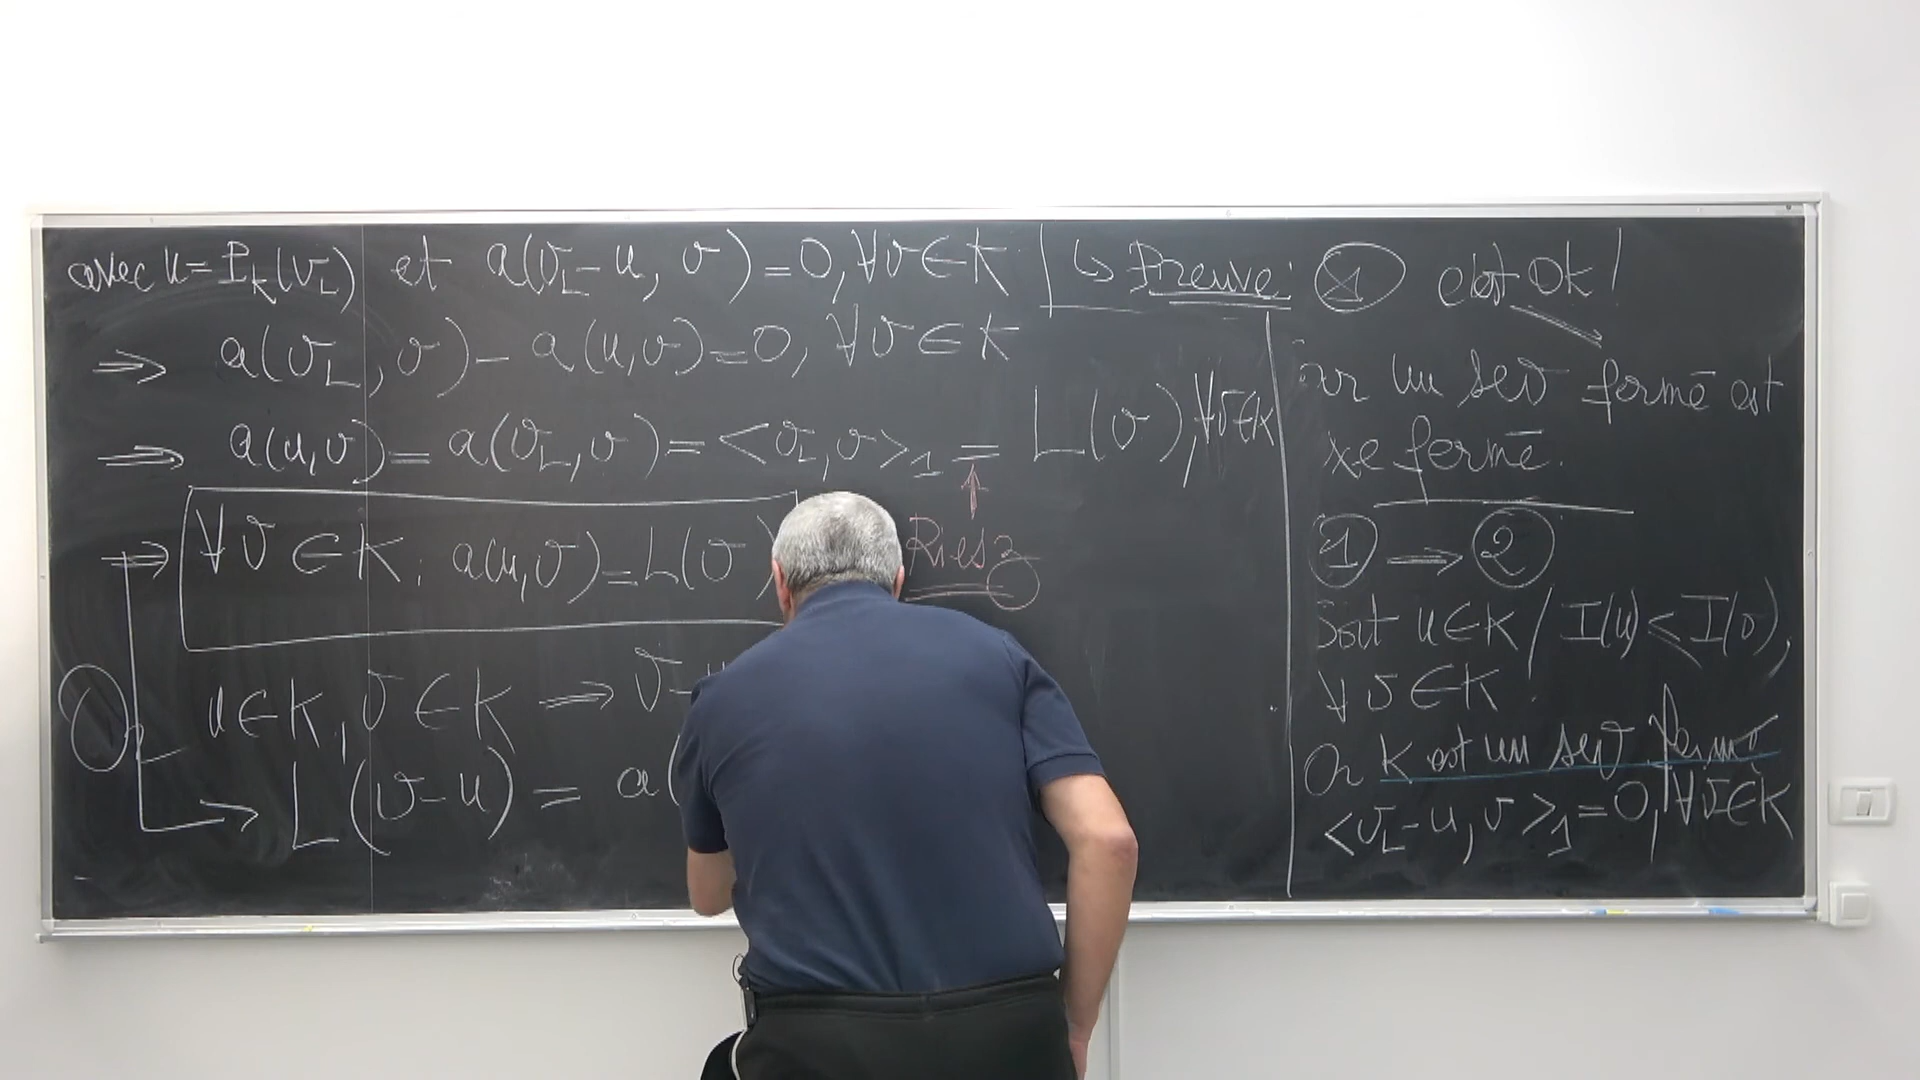 avec u = P_K(v_L) et a(v_L - u, v) = 0, ∀v ∈ K
⇒ a(v_L, v) - a(u, v) = 0, ∀v ∈ K
⇒ a(u, v) = a(v_L, v) = <v_L, v>_1 = L(v), ∀v ∈ K
Riesz
⇒ ∀v ∈ K, a(u, v) = L(v)
u ∈ K, v ∈ K ⇒ v -
→ L(v - u) = a(
↳ Preuve: ① est Ok!
car un sev fermé est
fermé.
① ⇒ ②
Soit u ∈ K / I(u) ≤ I(v),
∀v ∈ K.
Or K est un sev fermé
<v_L - u, v>_1 = 0, ∀v ∈ K